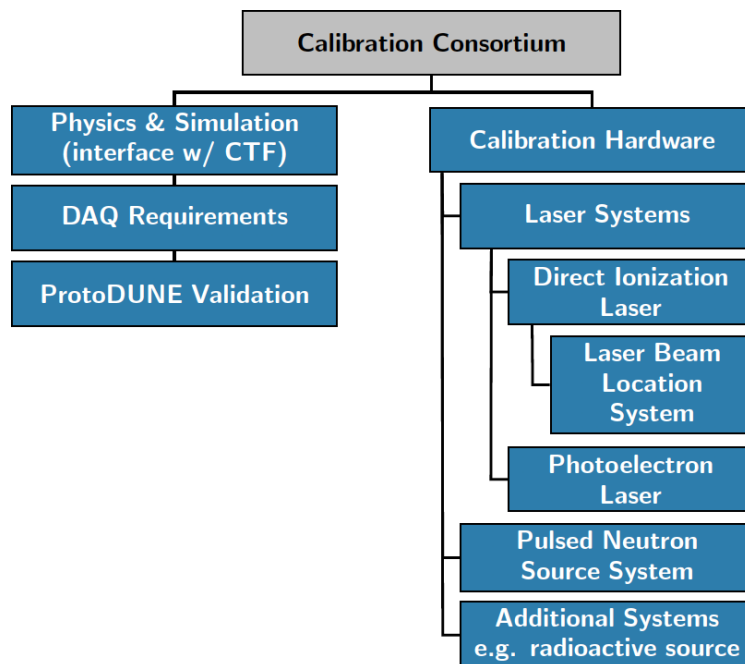 Calibration Consortium
Physics & Simulation
(interface w/ CTF)
DAQ Requirements
ProtoDUNE Validation
Calibration Hardware
Laser Systems
Direct Ionization
Laser
Laser Beam
Location
System
Photoelectron
Laser
Pulsed Neutron
Source System
Additional Systems
e.g. radioactive source